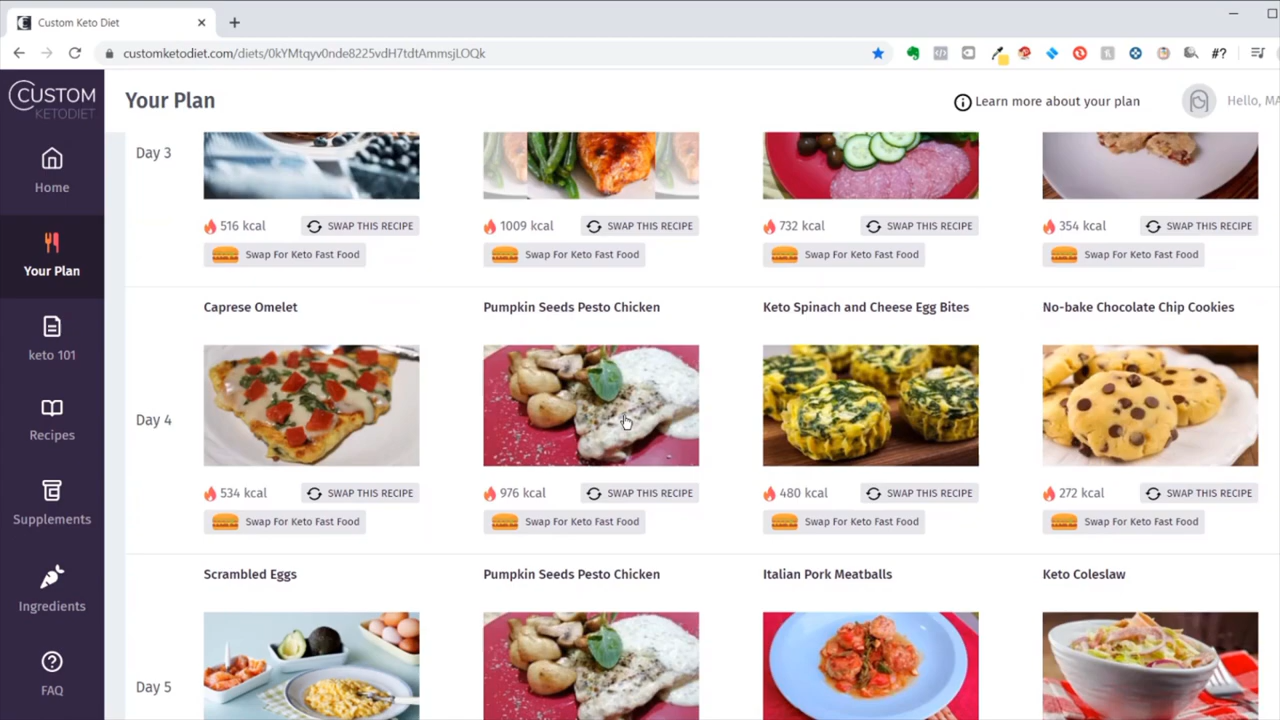 Custom Keto Diet
customketodiet.com/diets/0kYMtqyv0nde8225vdH7tdtAmmsjLOQk
#?
CUSTOM
KETODIET
Your Plan
Learn more about your plan
Hello, MA
Home
Your Plan
keto 101
Recipes
Supplements
Ingredients
FAQ
Day 3
516 kcal SWAP THIS RECIPE
Swap For Keto Fast Food
1009 kcal SWAP THIS RECIPE
Swap For Keto Fast Food
732 kcal SWAP THIS RECIPE
Swap For Keto Fast Food
354 kcal SWAP THIS RECIPE
Swap For Keto Fast Food
Day 4
Caprese Omelet
534 kcal SWAP THIS RECIPE
Swap For Keto Fast Food
Pumpkin Seeds Pesto Chicken
976 kcal SWAP THIS RECIPE
Swap For Keto Fast Food
Keto Spinach and Cheese Egg Bites
480 kcal SWAP THIS RECIPE
Swap For Keto Fast Food
No-bake Chocolate Chip Cookies
272 kcal SWAP THIS RECIPE
Swap For Keto Fast Food
Day 5
Scrambled Eggs
Pumpkin Seeds Pesto Chicken
Italian Pork Meatballs
Keto Coleslaw